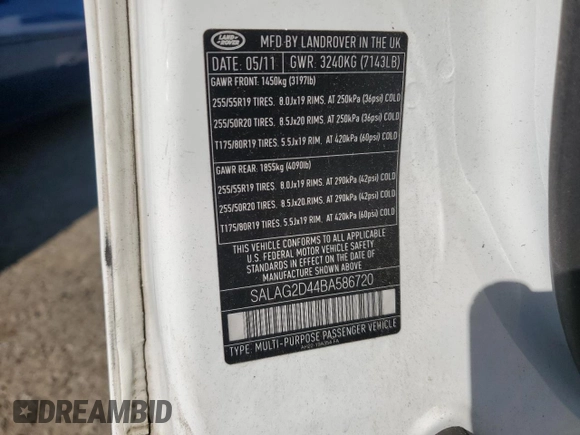 LAND
ROVER
MFD BY LANDROVER IN THE UK
DATE: 05/11 GWR: 3240KG (7143LB)
GAWR FRONT: 1450kg (3197lb)
255/55R19 TIRES. 8.0Jx19 RIMS. AT 250kPa (36psi) COLD
255/50R20 TIRES. 8.5Jx20 RIMS. AT 250kPa (36psi) COLD
T175/80R19 TIRES. 5.5Jx19 RIM. AT 420kPa (60psi) COLD
GAWR REAR: 1855kg (4090lb)
255/55R19 TIRES. 8.0Jx19 RIMS. AT 290kPa (42psi) COLD
255/50R20 TIRES. 8.5Jx20 RIMS. AT 290kPa (42psi) COLD
T175/80R19 TIRES. 5.5Jx19 RIM. AT 420kPa (60psi) COLD
THIS VEHICLE CONFORMS TO ALL APPLICABLE
U.S. FEDERAL MOTOR VEHICLE SAFETY
STANDARDS IN EFFECT ON THE DATE OF
MANUFACTURE SHOWN ABOVE.
SALAG2D44BA586720
TYPE: MULTI-PURPOSE PASSENGER VEHICLE
DREAMBID